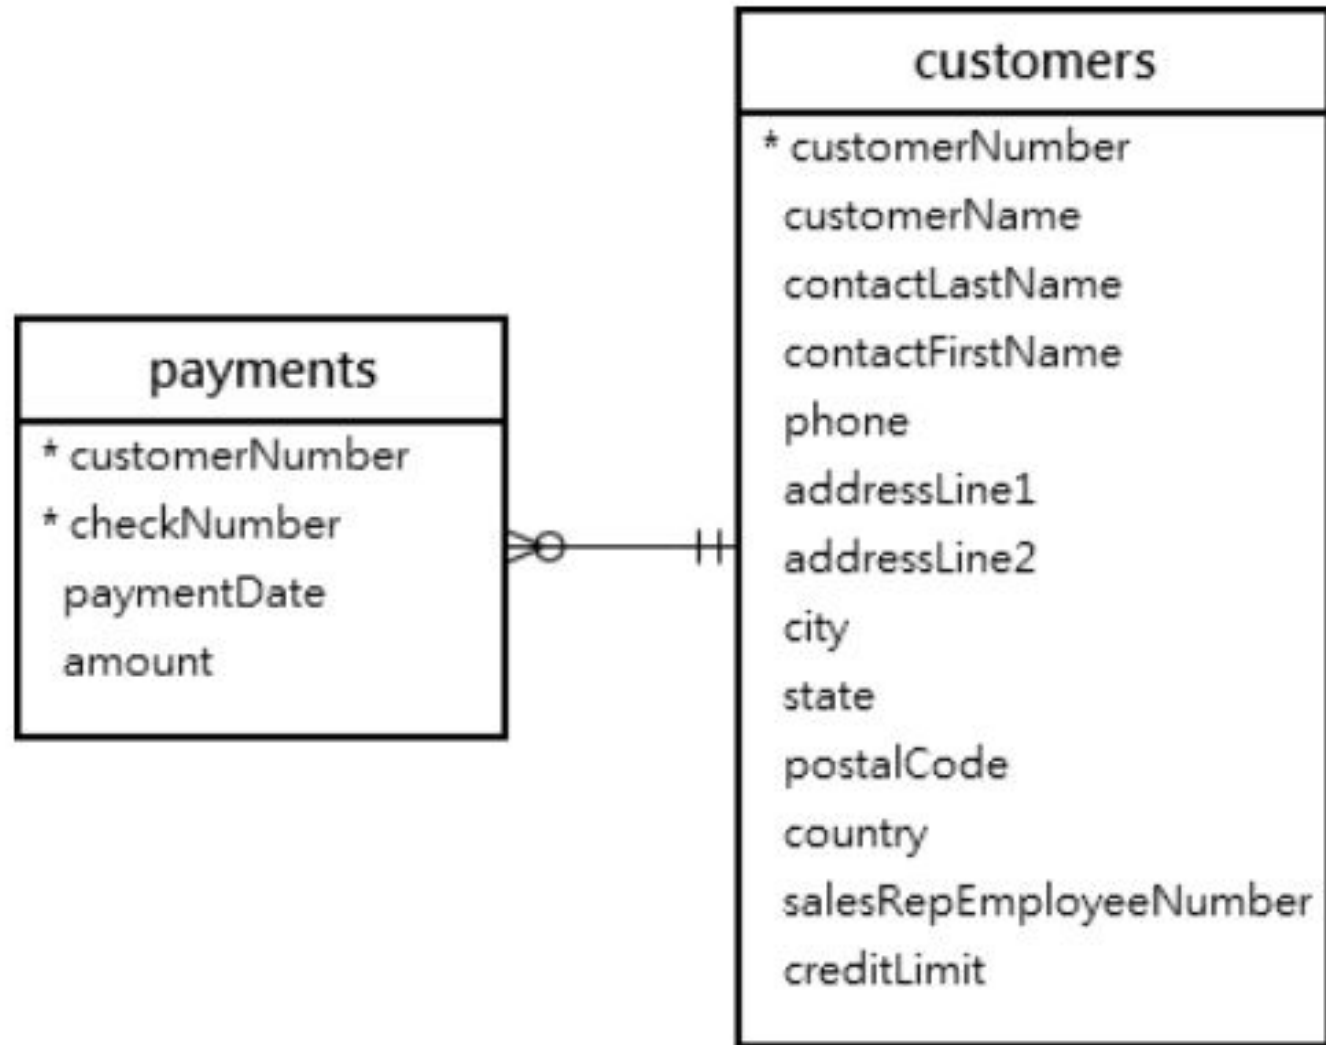 payments
* customerNumber
* checkNumber
paymentDate
amount
customers
* customerNumber
customerName
contactLastName
contactFirstName
phone
addressLine1
addressLine2
city
state
postalCode
country
salesRepEmployeeNumber
creditLimit